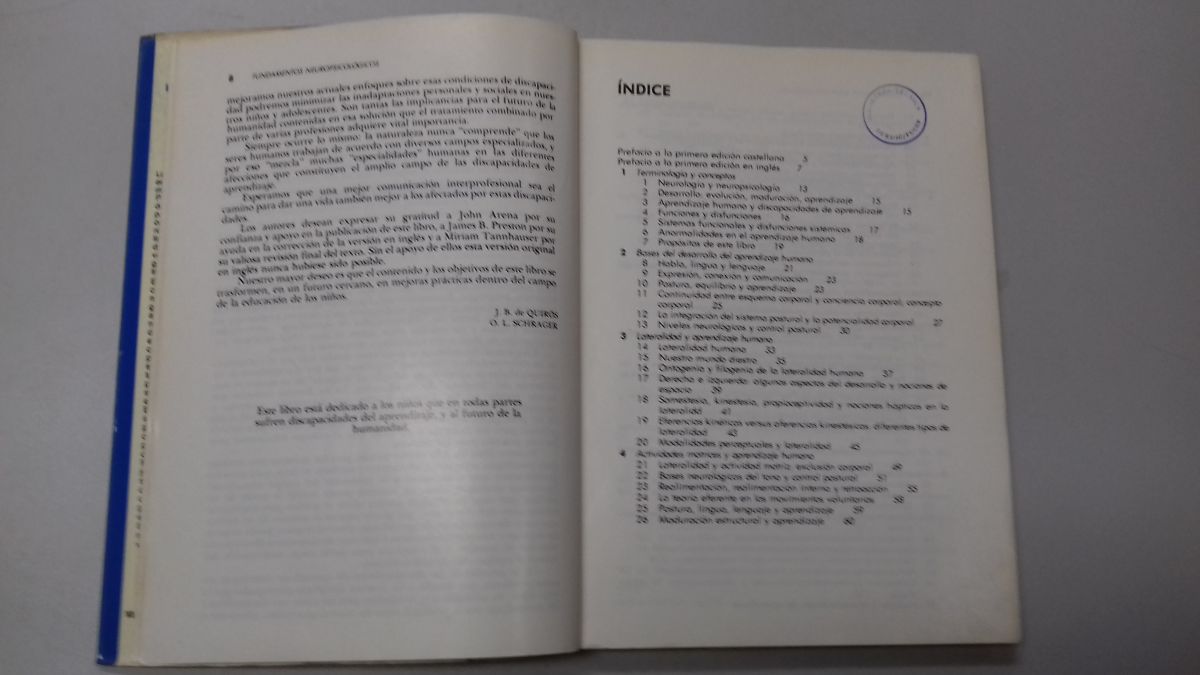 8 FUNDAMENTOS NEUROPSICOLÓGICOS
mejoramos nuestros actuales enfoques sobre esas condiciones de discapaci-
dad podremos minimizar las inadaptaciones personales y sociales en nues-
tros niños y adolescentes. Son tantas las implicancias para el futuro de la
humanidad contenidas en esa solución que el tratamiento combinado por
parte de varias profesiones adquiere vital importancia.
Siempre ocurre lo mismo: la naturaleza nunca "comprende" que los
seres humanos trabajan de acuerdo con diversos campos especializados, y
por eso "mezcla" muchas "especialidades" humanas en las diferentes
afecciones que constituyen el amplio campo de las discapacidades de
aprendizaje.
Esperamos que una mejor comunicación interprofesional sea el
camino para dar una vida también mejor a los afectados por estas discapaci-
dades.
Los autores desean expresar su gratitud a John Arena por su
confianza y apoyo en la publicación de este libro, a James B. Preston por su
ayuda en la corrección de la versión en inglés y a Miriam Tannhauser por
su valiosa revisión final del texto. Sin el apoyo de ellos esta versión original
en inglés nunca hubiese sido posible.
Nuestro mayor deseo es que el contenido y los objetivos de este libro se
trasformen, en un futuro cercano, en mejoras prácticas dentro del campo
de la educación de los niños.
J. B. de QUIRÓS
O. L. SCHRAGER
Este libro está dedicado a los niños que en todas partes
sufren discapacidades del aprendizaje, y al futuro de la
humanidad.
ÍNDICE
Prefacio a la primera edición castellana 5
Prefacio a la primera edición en inglés 7
1 Terminología y conceptos
1 Neurología y neuropsicología 13
2 Desarrollo, evolución, maduración, aprendizaje 15
3 Aprendizaje humano y discapacidades de aprendizaje 15
4 Funciones y disfunciones 16
5 Sistemas funcionales y disfunciones sistémicas 17
6 Anormalidades en el aprendizaje humano 18
7 Propósitos de este libro 19
2 Bases del desarrollo del aprendizaje humano
8 Habla, lengua y lenguaje 21
9 Expresión, conexión y comunicación 23
10 Postura, equilibrio y aprendizaje 23
11 Continuidad entre esquema corporal y conciencia corporal; concepto
corporal 25
12 La integración del sistema postural y la potencialidad corporal 27
13 Niveles neurológicos y control postural 30
3 Lateralidad y aprendizaje humano
14 Lateralidad humana 33
15 Nuestro mundo diestro 35
16 Ontogenia y filogenia de la lateralidad humana 37
17 Derecha e izquierda: algunos aspectos del desarrollo y nociones de
espacio 39
18 Somestesia, kinestesia, propioceptividad y nociones hápticas en la
lateralidad 41
19 Eferencias kinéticas versus aferencias kinestésicas: diferentes tipos de
lateralidad 43
20 Modalidades perceptuales y lateralidad 45
4 Actividades motrices y aprendizaje humano
21 Lateralidad y actividad motriz: exclusión corporal 49
22 Bases neurológicas del tono y control postural 51
23 Realimentación, realimentación interna y retroacción 55
24 La teoría eferente en los movimientos voluntarios 58
25 Postura, lengua, lenguaje y aprendizaje 59
26 Maduración estructural y aprendizaje 60